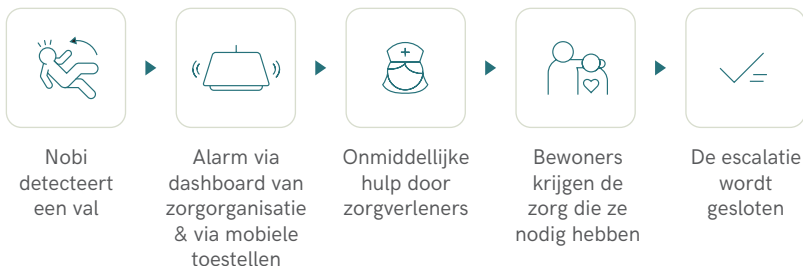 Nobi
detecteert
een val
Alarm via
dashboard van
zorgorganisatie
& via mobiele
toestellen
Onmiddellijke
hulp door
zorgverleners
Bewoners
krijgen de
zorg die ze
nodig hebben
De escalatie
wordt
gesloten